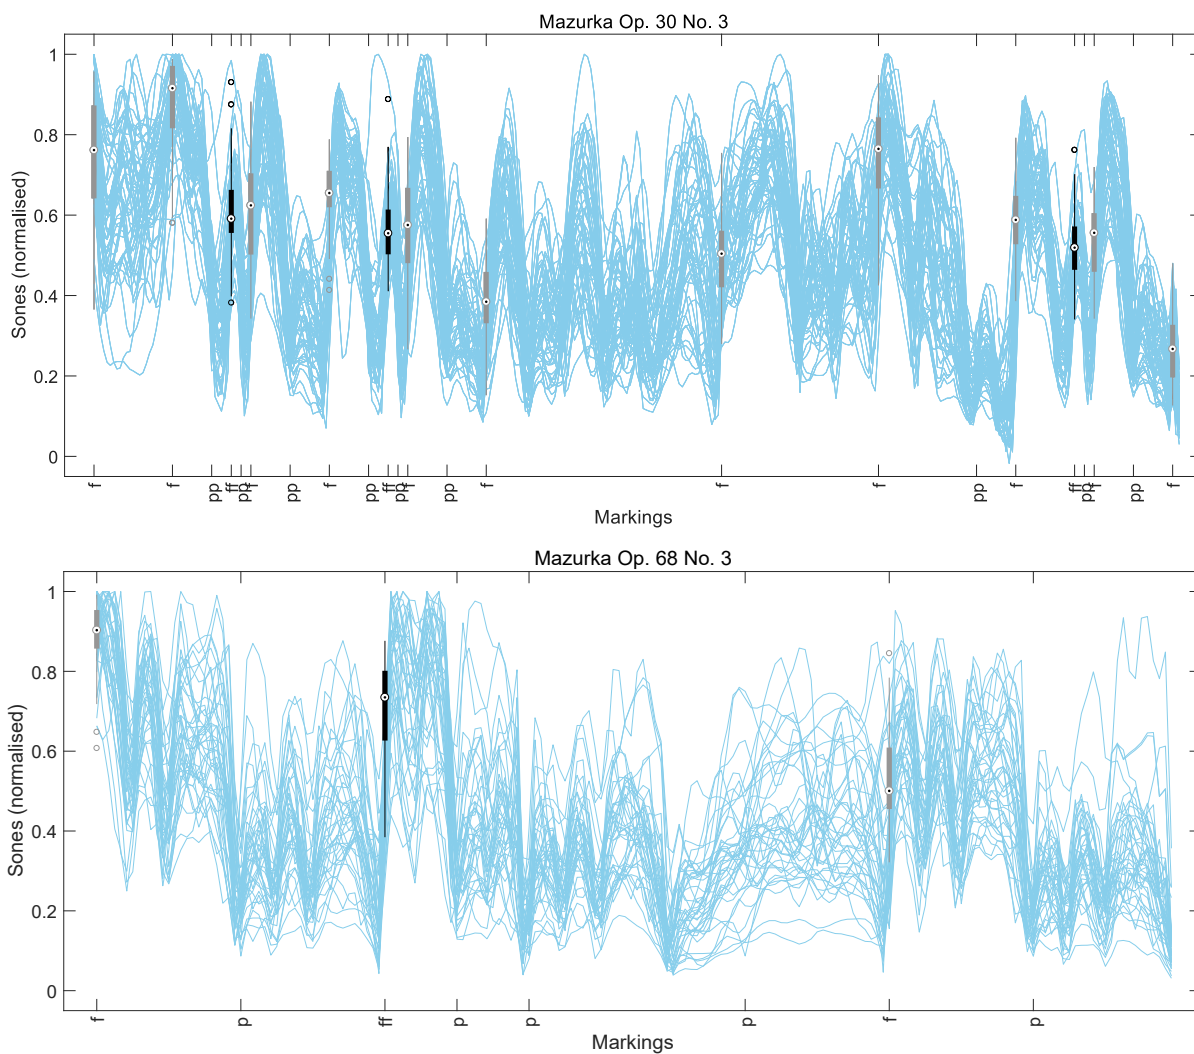 Mazurka Op. 30 No. 3
1
0.8
0.6
0.4
0.2
0
Sones (normalised)
f f pp ff pp f pp f pp ff pp f pp f f f pp f ff pp f pp f
Markings
Mazurka Op. 68 No. 3
1
0.8
0.6
0.4
0.2
0
Sones (normalised)
f p ff p p p f p
Markings